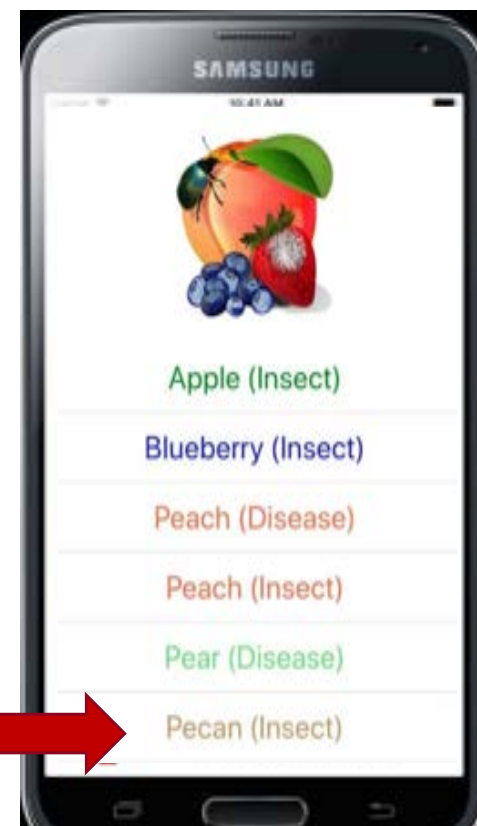 SAMSUNG
10:41 AM
Apple (Insect)
Blueberry (Insect)
Peach (Disease)
Peach (Insect)
Pear (Disease)
Pecan (Insect)